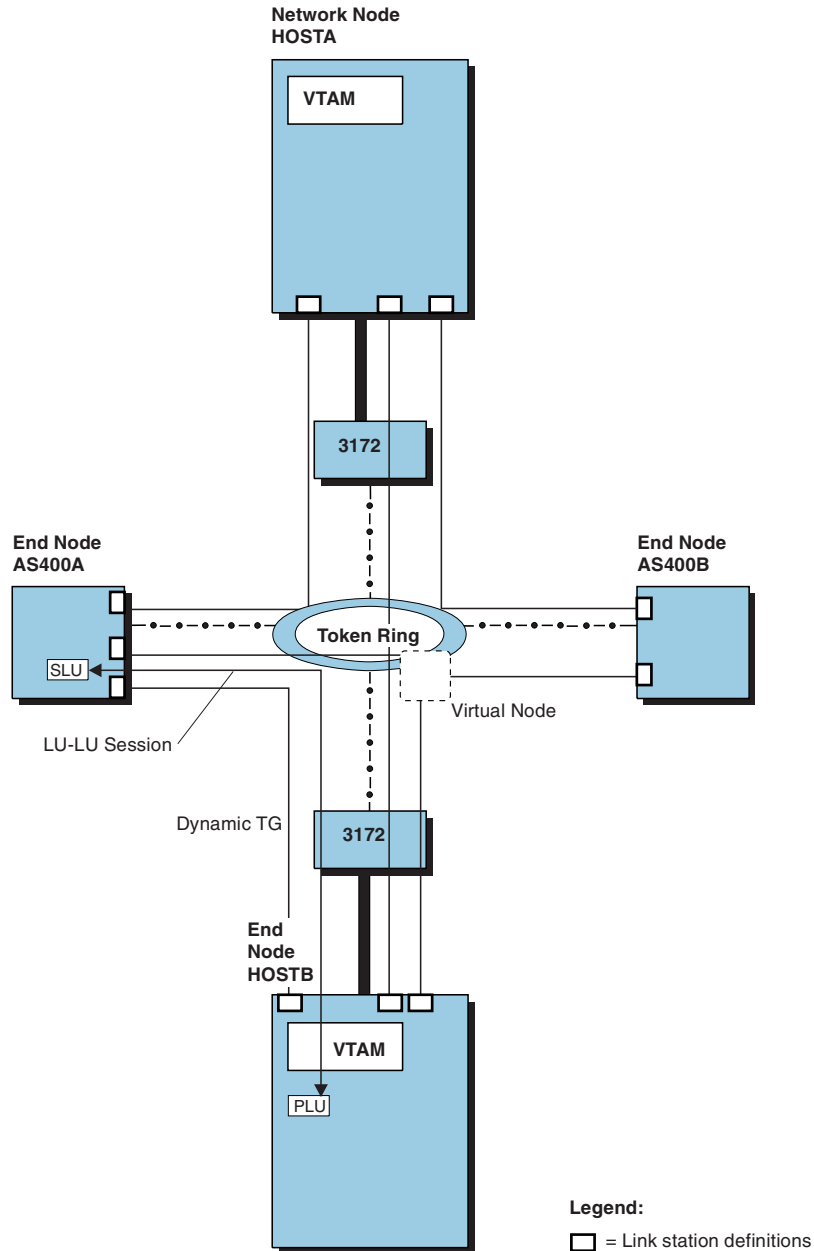 Network Node
HOSTA
VTAM
3172
End Node
AS400A
End Node
AS400B
Token Ring
SLU
Virtual Node
LU-LU Session
Dynamic TG
3172
End
Node
HOSTB
VTAM
PLU
Legend:
= Link station definitions